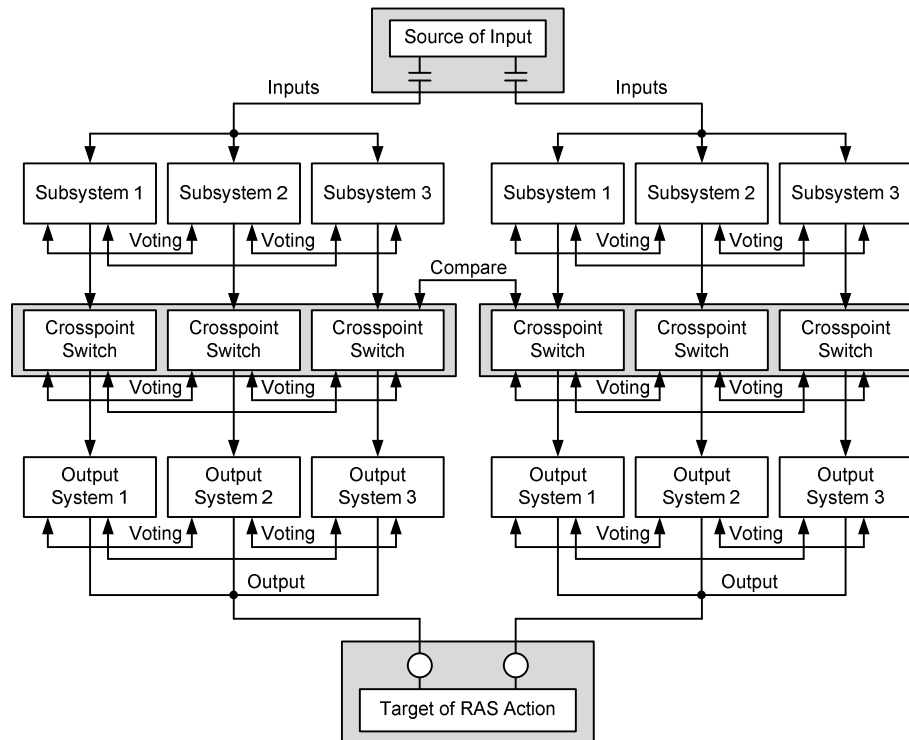 Source of Input
Inputs Inputs
Subsystem 1 Subsystem 2 Subsystem 3 Subsystem 1 Subsystem 2 Subsystem 3
Voting Voting Voting Voting
Compare
Crosspoint Crosspoint Crosspoint Crosspoint Crosspoint Crosspoint
Switch Switch Switch Switch Switch Switch
Voting Voting Voting Voting
Output Output Output Output Output Output
System 1 System 2 System 3 System 1 System 2 System 3
Voting Voting Voting Voting
Output Output
Target of RAS Action